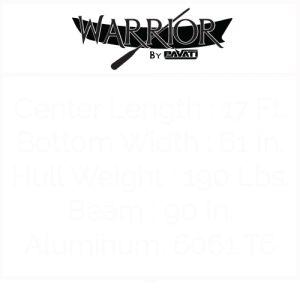 WARRIOR
BY PAVATI
Center Length : 17 Ft.
Bottom Width : 61 In
Hull Weight : 190 Lbs.
Beam : 90 In.
Aluminum: 6061 T6